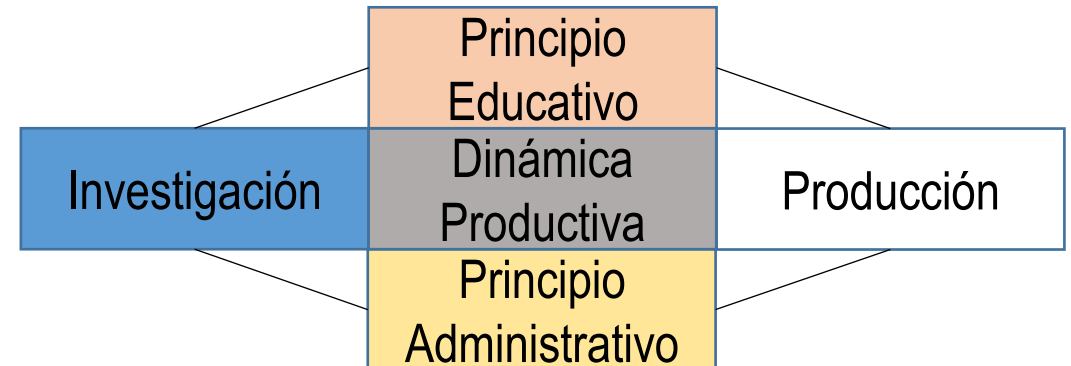 Principio
Educativo
Investigación
Dinámica
Productiva
Producción
Principio
Administrativo